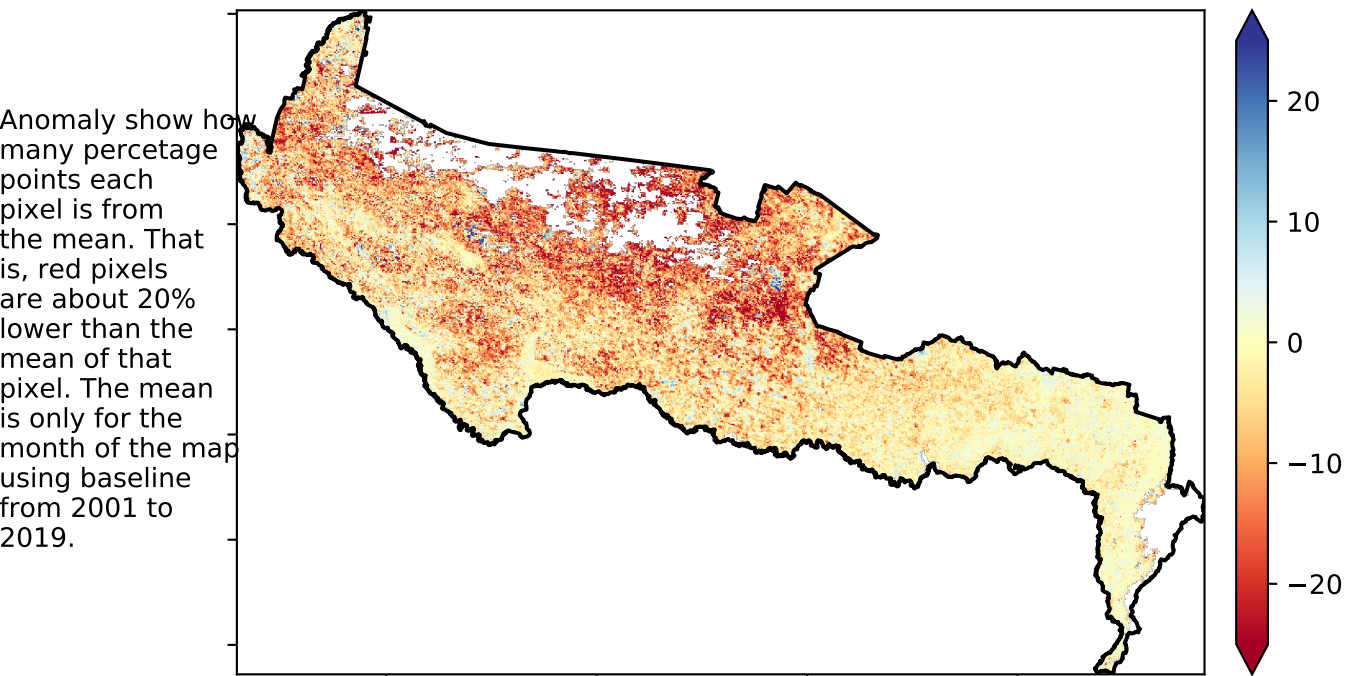 Anomaly show how
many percetage
points each
pixel is from
the mean. That
is, red pixels
are about 20%
lower than the
mean of that
pixel. The mean
is only for the
month of the map
using baseline
from 2001 to
2019.
20
10
0
−10
−20